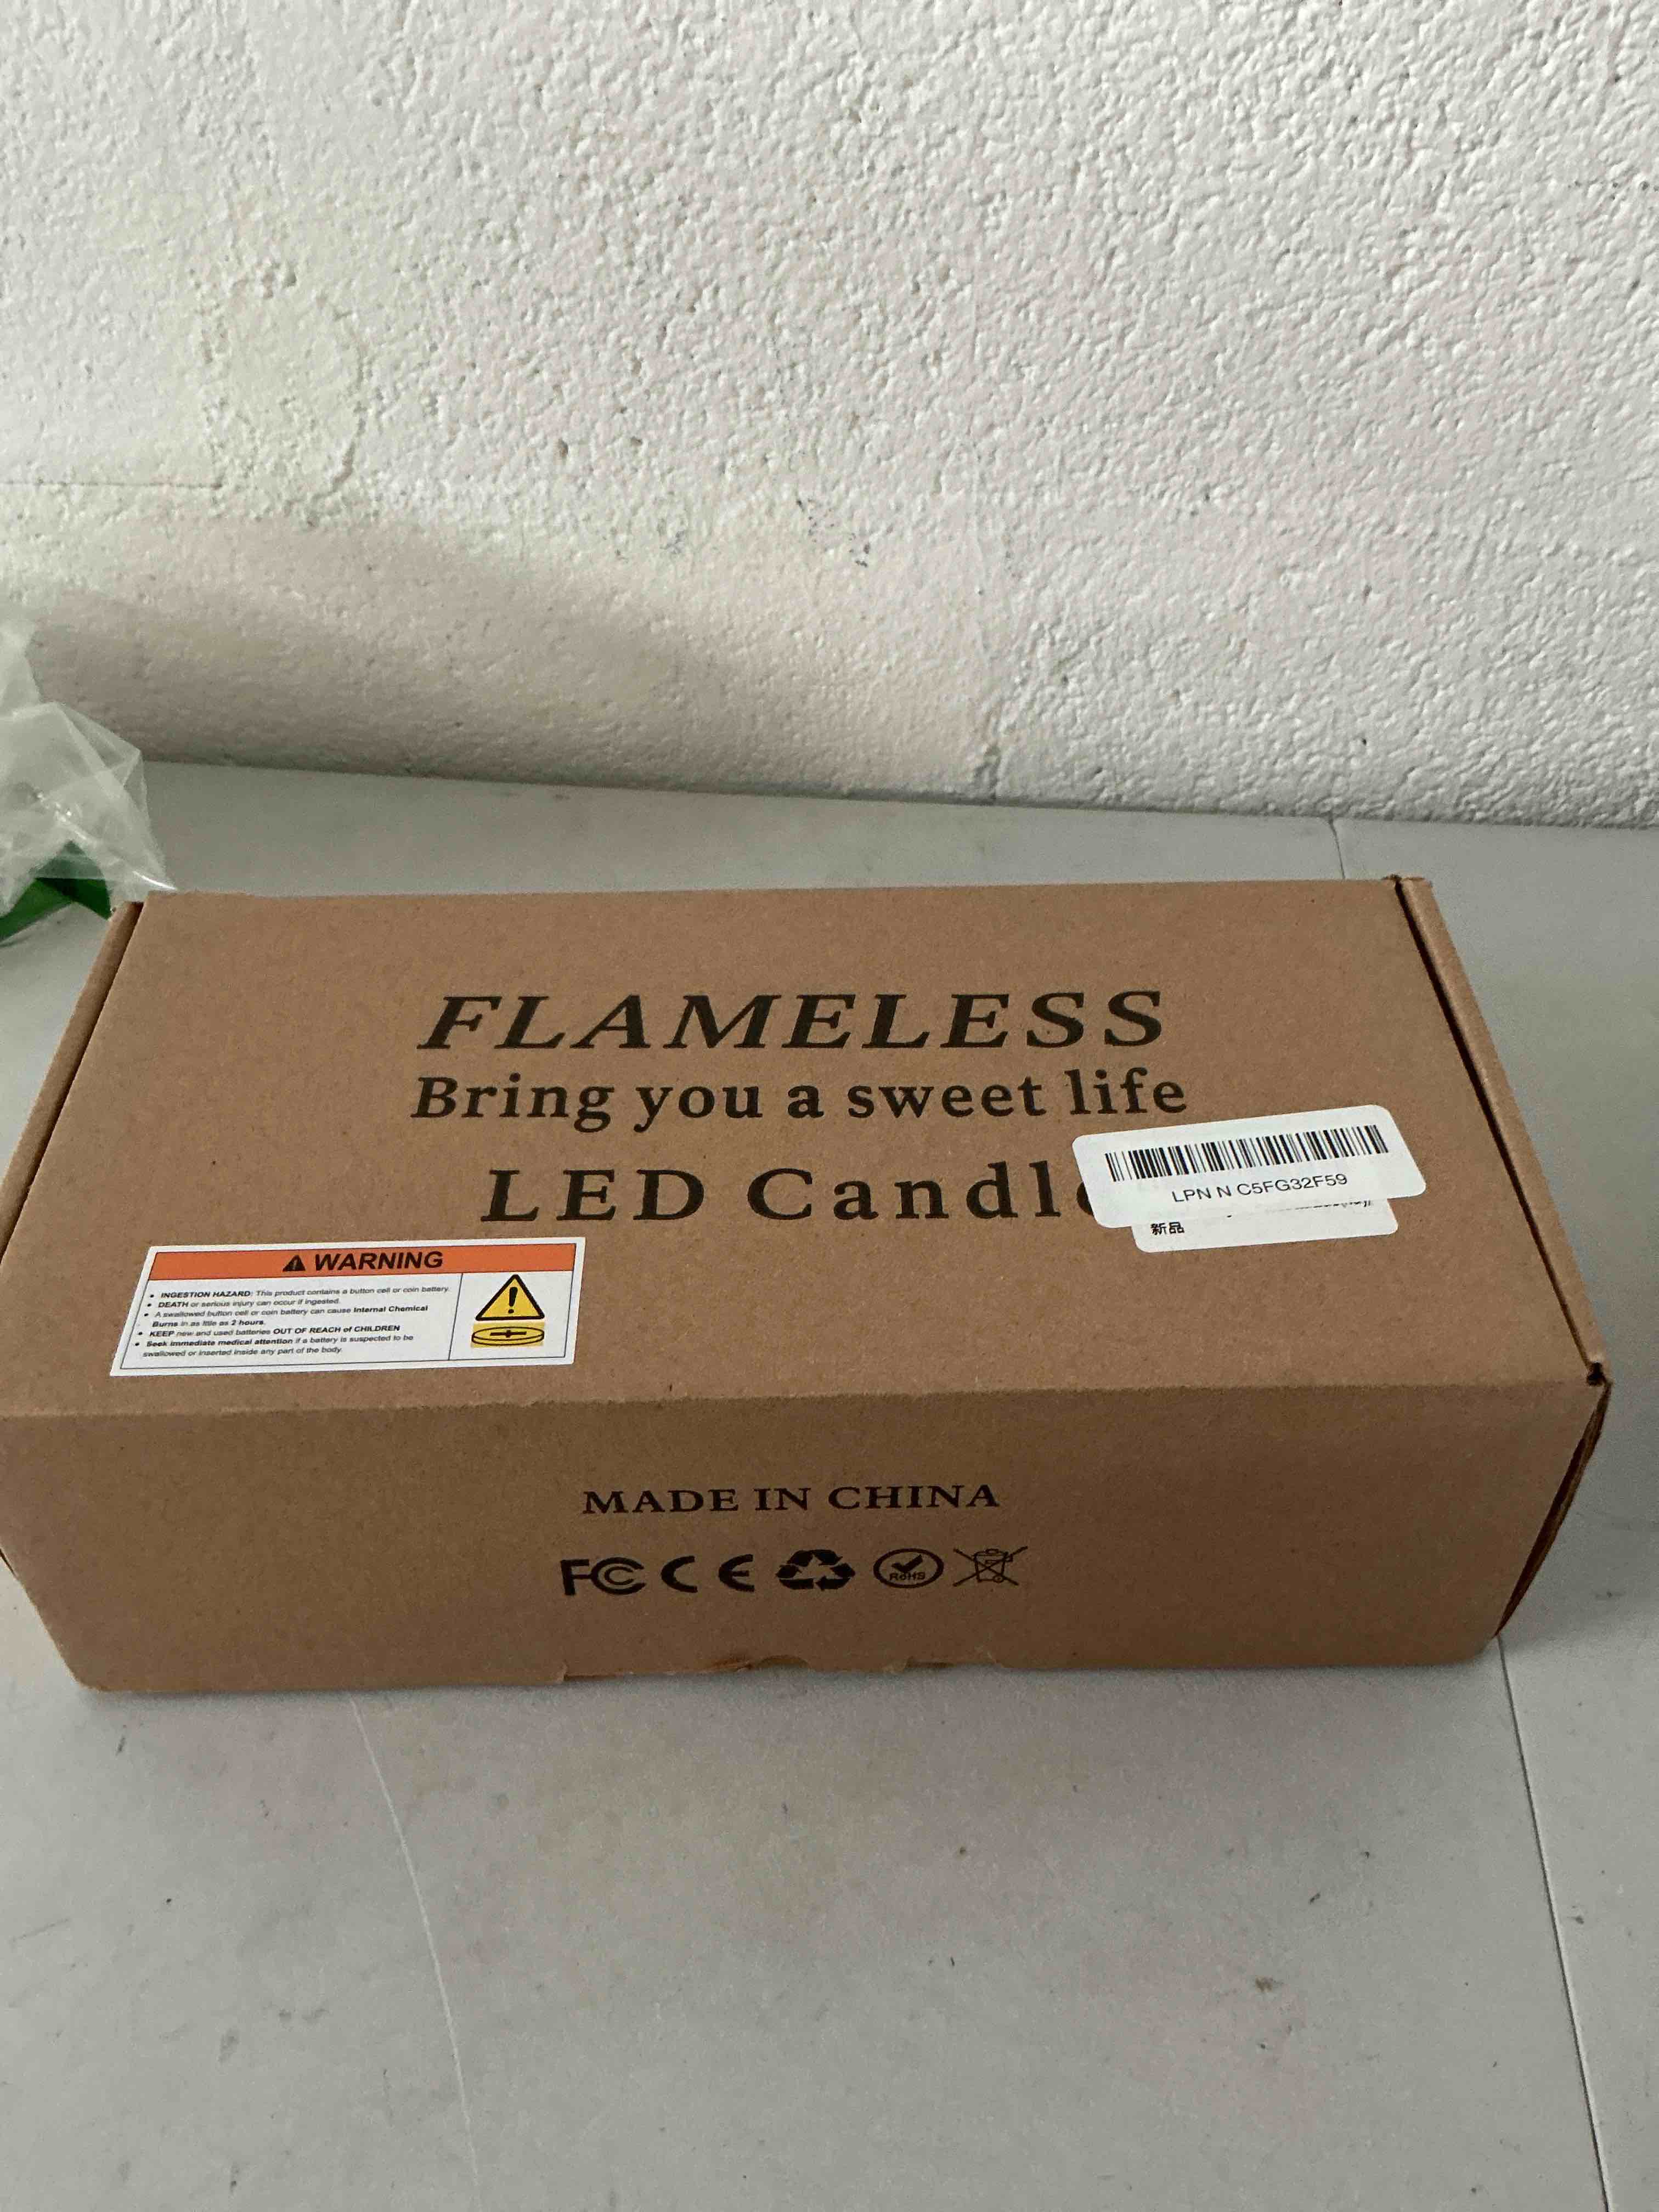 FLAMELESS
Bring you a sweet life
LED Candl
LPN N C5FG32F59
新品
WARNING
• INGESTION HAZARD: This product contains a button cell or coin battery.
• DEATH or serious injury can occur if ingested.
• A swallowed button cell or coin battery can cause Internal Chemical
Burns in as little as 2 hours.
• KEEP new and used batteries OUT OF REACH of CHILDREN
• Seek immediate medical attention if a battery is suspected to be
swallowed or inserted inside any part of the body.
MADE IN CHINA
FC CE
RoHS